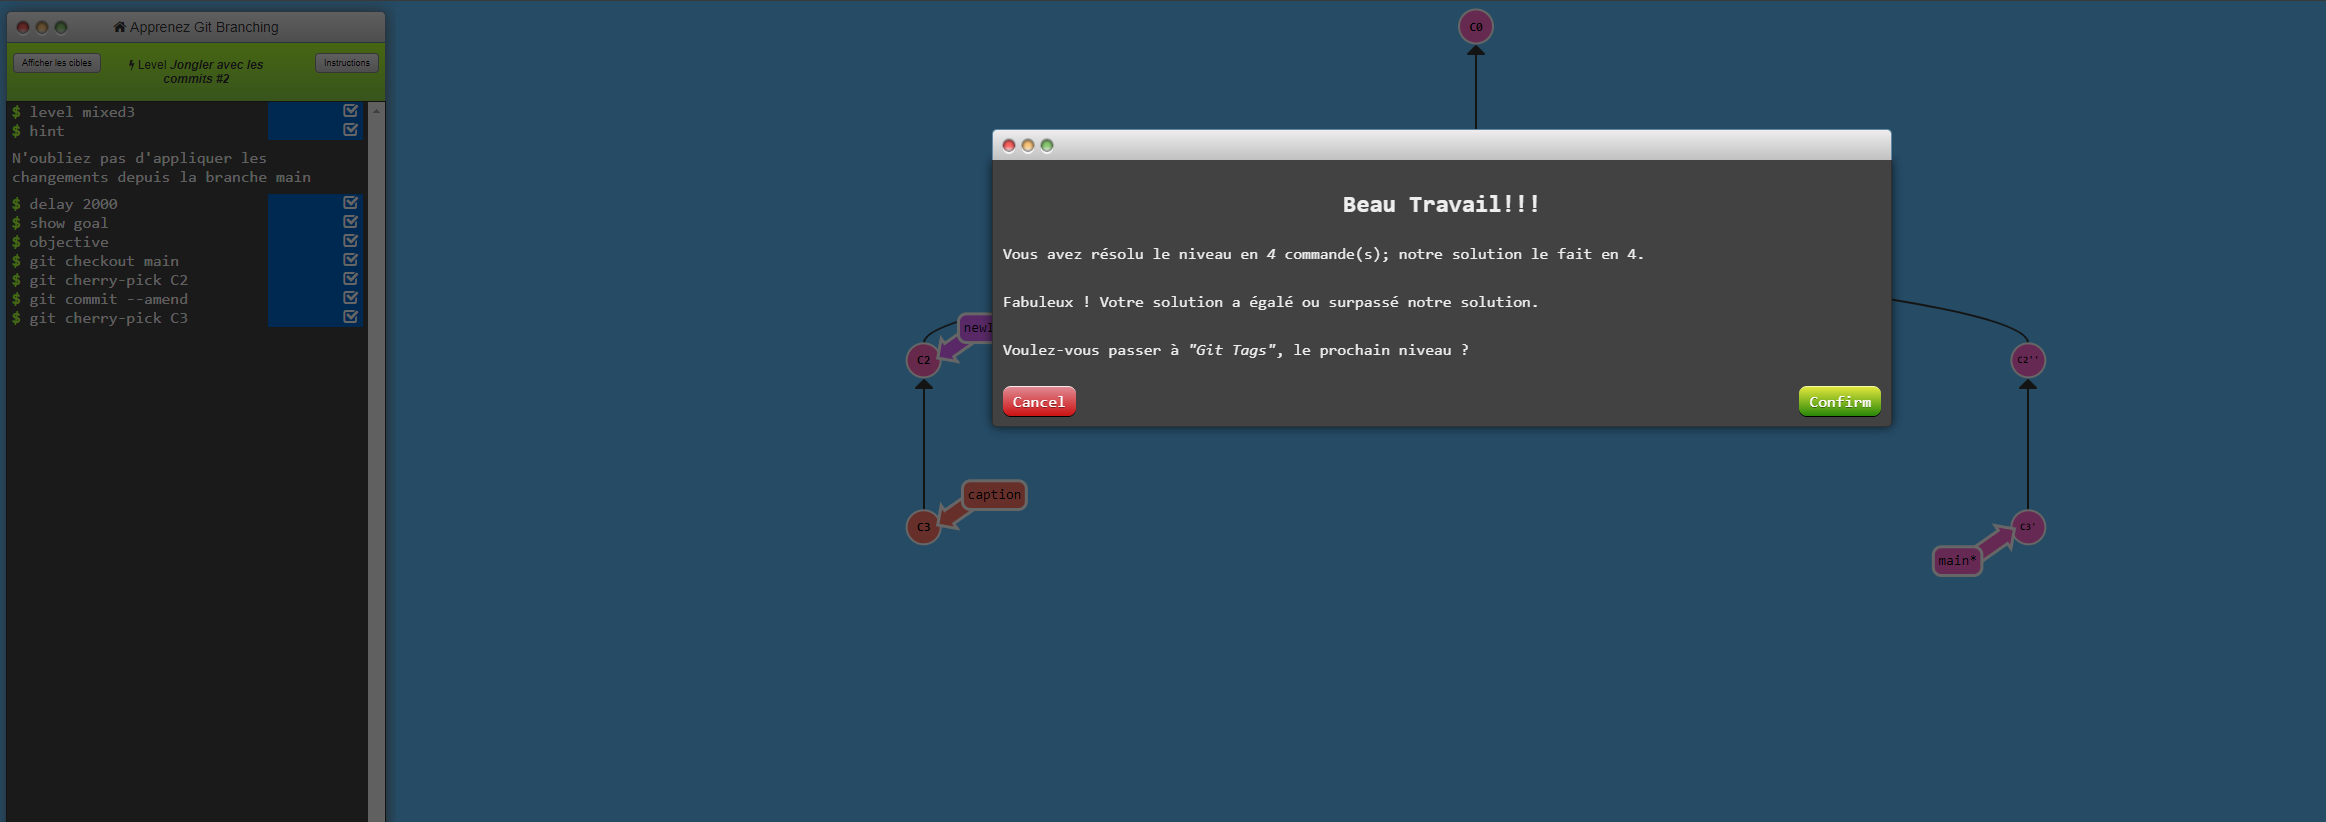 Apprenez Git Branching
Afficher les cibles
Level Jongler avec les
commits #2
Instructions
$ level mixed3
$ hint
N'oubliez pas d'appliquer les
changements depuis la branche main
$ delay 2000
$ show goal
$ objective
$ git checkout main
$ git cherry-pick C2
$ git commit --amend
$ git cherry-pick C3
C0
Beau Travail!!!
Vous avez résolu le niveau en 4 commande(s); notre solution le fait en 4.
Fabuleux ! Votre solution a égalé ou surpassé notre solution.
Voulez-vous passer à "Git Tags", le prochain niveau ?
Cancel
Confirm
C2
C2''
caption
C3
C3'
main*